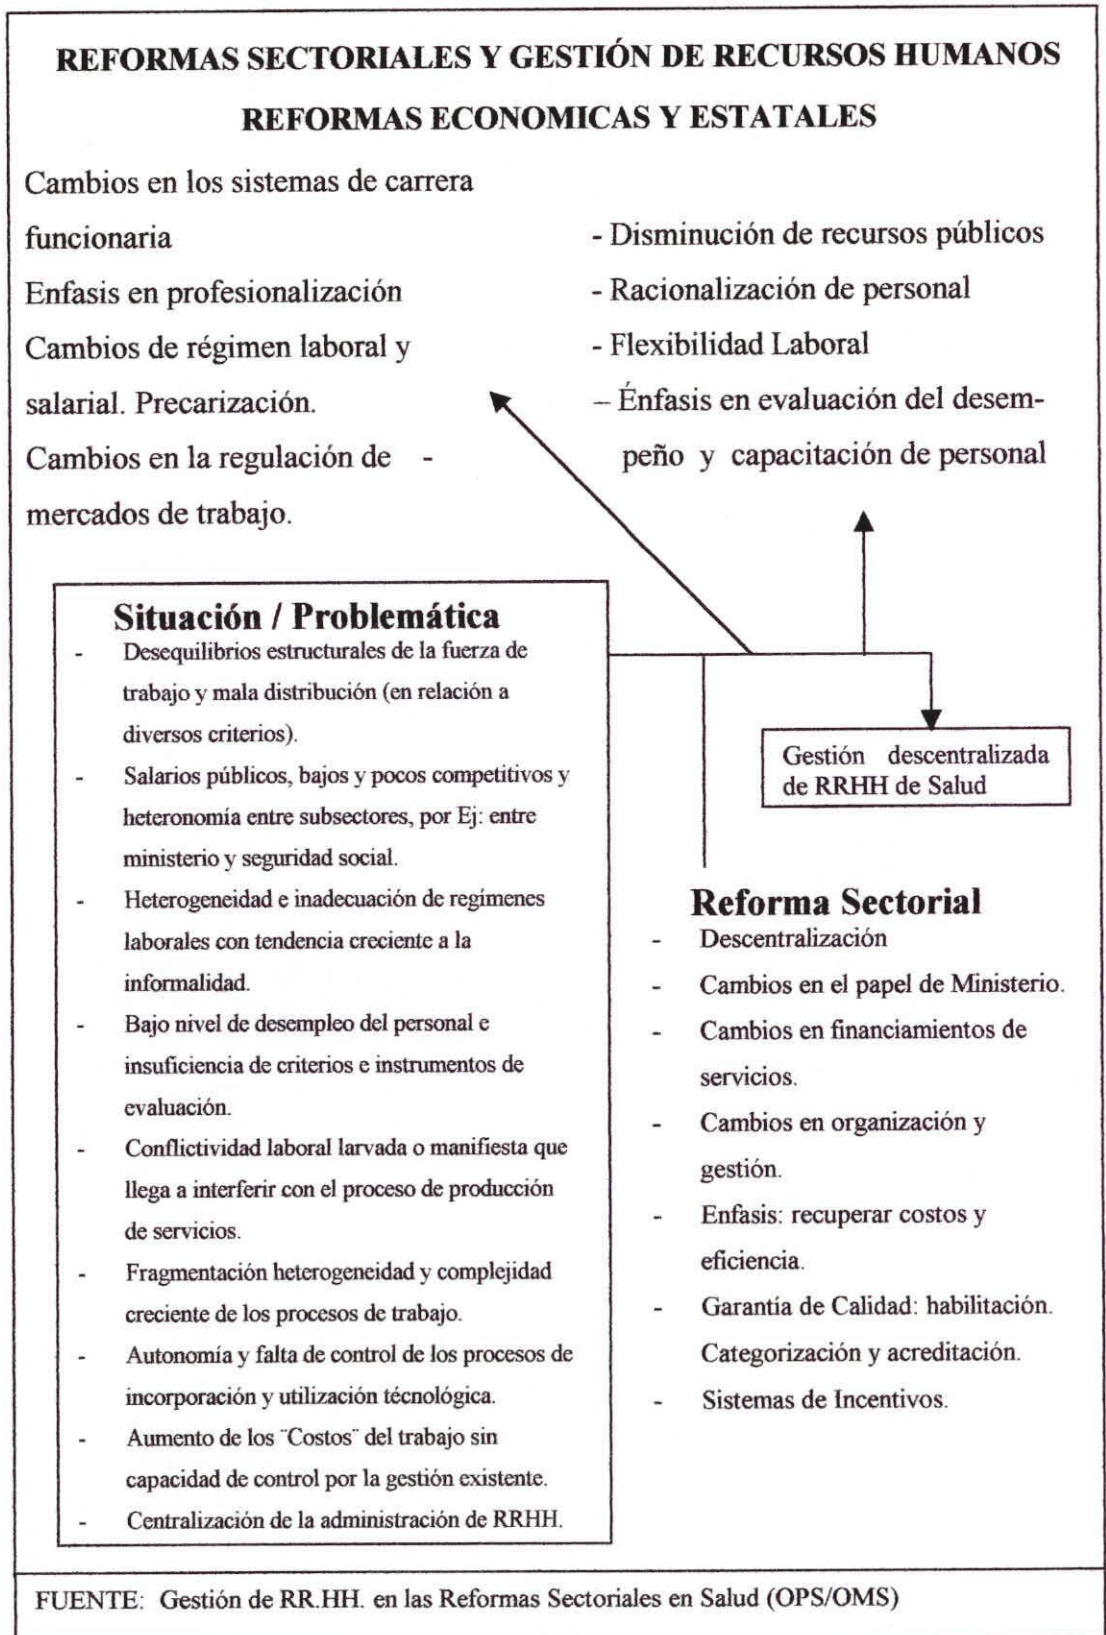 REFORMAS SECTORIALES Y GESTIÓN DE RECURSOS HUMANOS
REFORMAS ECONOMICAS Y ESTATALES
Cambios en los sistemas de carrera
funcionaria
Enfasis en profesionalización
Cambios de régimen laboral y
salarial. Precarización.
Cambios en la regulación de -
mercados de trabajo.
- Disminución de recursos públicos
- Racionalización de personal
- Flexibilidad Laboral
– Énfasis en evaluación del desem-
peño y capacitación de personal
Situación / Problemática
- Desequilibrios estructurales de la fuerza de
trabajo y mala distribución (en relación a
diversos criterios).
- Salarios públicos, bajos y pocos competitivos y
heteronomía entre subsectores, por Ej: entre
ministerio y seguridad social.
- Heterogeneidad e inadecuación de regímenes
laborales con tendencia creciente a la
informalidad.
- Bajo nivel de desempleo del personal e
insuficiencia de criterios e instrumentos de
evaluación.
- Conflictividad laboral larvada o manifiesta que
llega a interferir con el proceso de producción
de servicios.
- Fragmentación heterogeneidad y complejidad
creciente de los procesos de trabajo.
- Autonomía y falta de control de los procesos de
incorporación y utilización técnológica.
- Aumento de los ¨Costos¨ del trabajo sin
capacidad de control por la gestión existente.
- Centralización de la administración de RRHH.
Gestión descentralizada
de RRHH de Salud
Reforma Sectorial
- Descentralización
- Cambios en el papel de Ministerio.
- Cambios en financiamientos de
servicios.
- Cambios en organización y
gestión.
- Enfasis: recuperar costos y
eficiencia.
- Garantía de Calidad: habilitación.
Categorización y acreditación.
- Sistemas de Incentivos.
FUENTE: Gestión de RR.HH. en las Reformas Sectoriales en Salud (OPS/OMS)